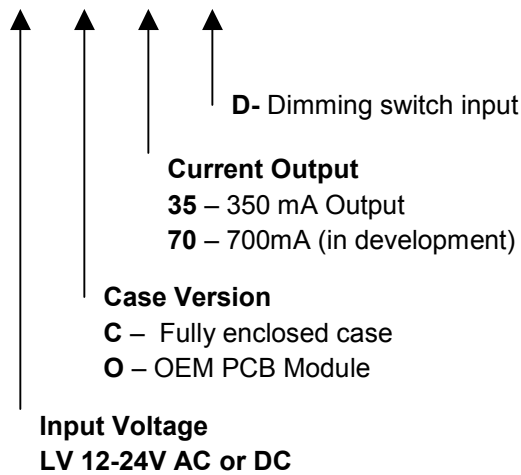 D- Dimming switch input
Current Output
35 – 350 mA Output
70 – 700mA (in development)
Case Version
C – Fully enclosed case
O – OEM PCB Module
Input Voltage
LV 12-24V AC or DC